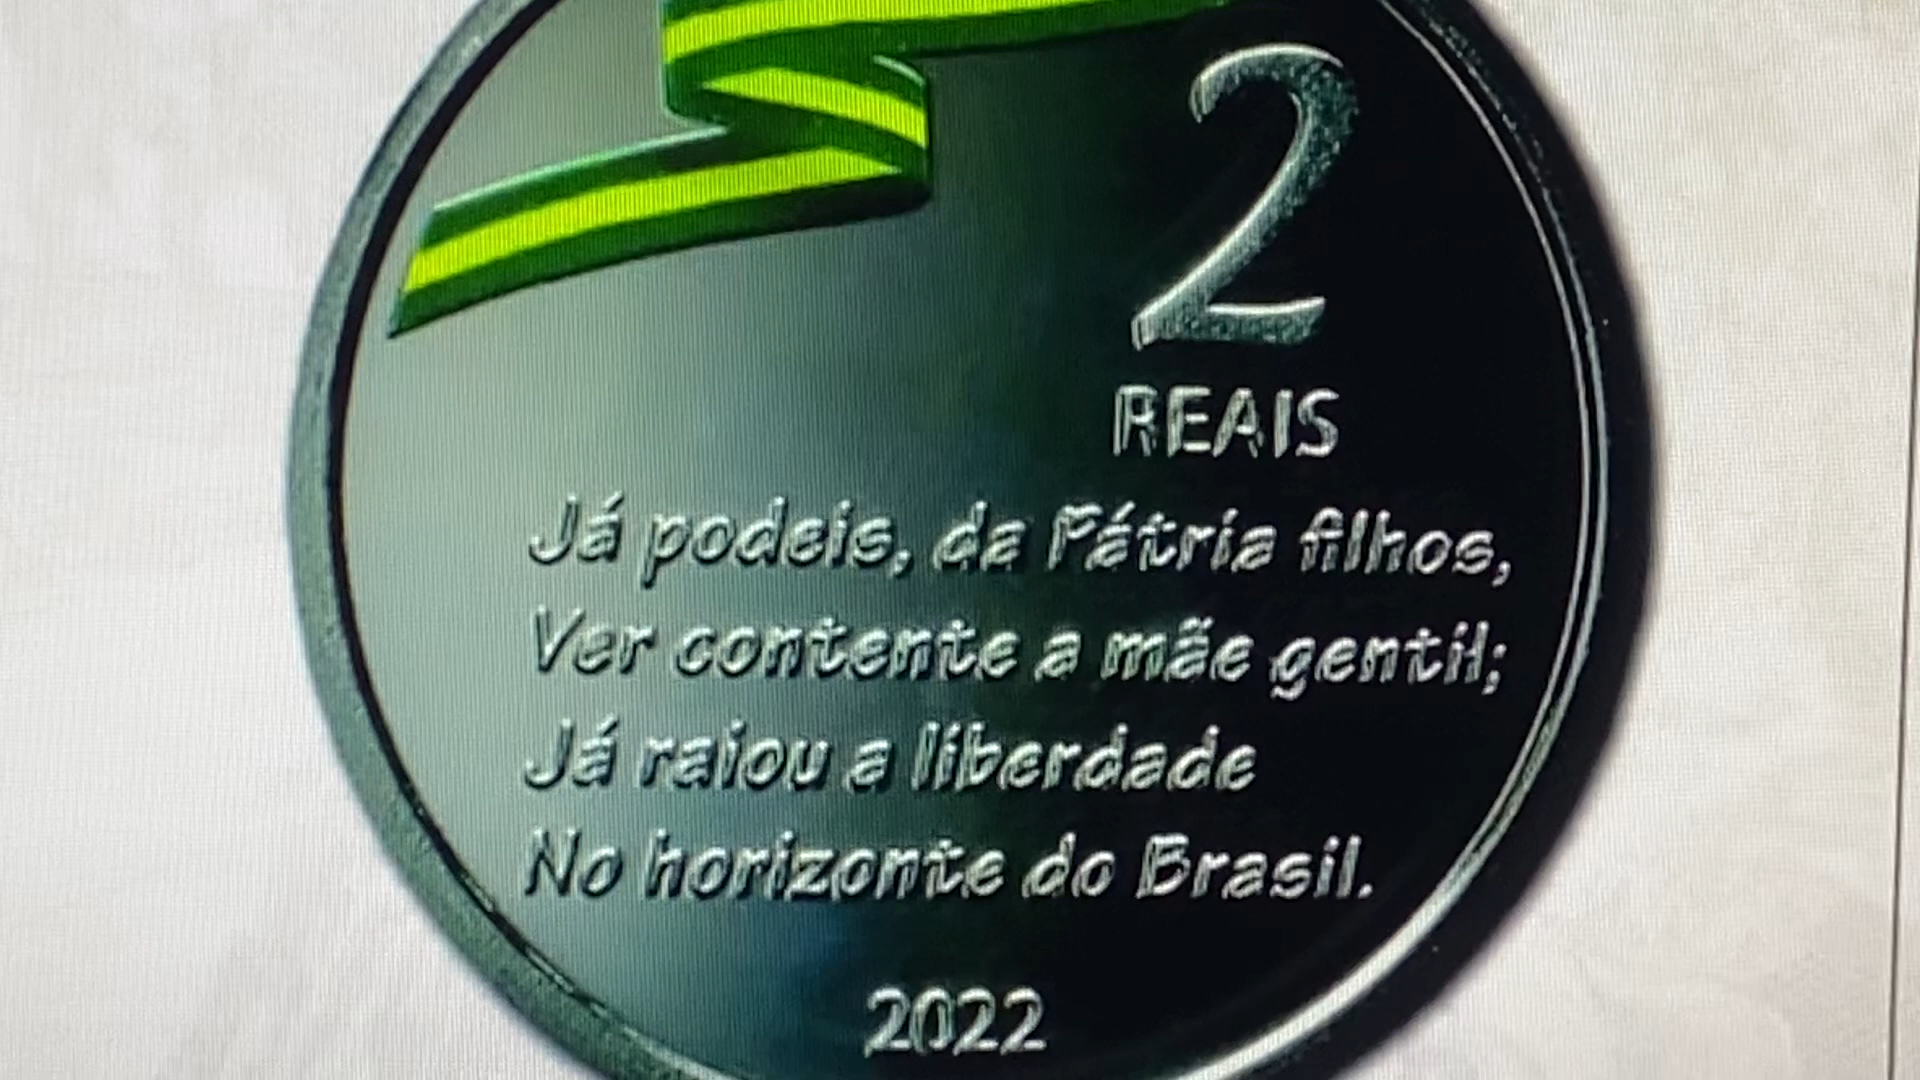 2
REAIS
Já podeis, da Pátria filhos,
Ver contente a mãe gentil;
Já raiou a liberdade
No horizonte do Brasil.
2022